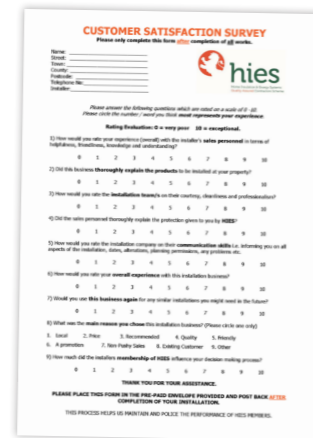 CUSTOMER SATISFACTION SURVEY
Please only complete this form after completion of all works.
Name:
Street:
Town:
County:
Postcode:
Telephone No:
Installer:
hies
Please answer the following questions which are rated on a scale of 0 -10.
Please circle the number / word you think most represents your experience.
Rating Evaluation: 0 = very poor 10 = exceptional.
1) How would you rate your experience (overall) with the installer's sales personnel in terms of
helpfulness, friendliness, knowledge and understanding?
0 1 2 3 4 5 6 7 8 9 10
2) Did this business thoroughly explain the products to be installed at your property?
0 1 2 3 4 5 6 7 8 9 10
3) How would you rate the installation team/s on their courtesy, cleanliness and professionalism?
0 1 2 3 4 5 6 7 8 9 10
4) Did the sales personnel thoroughly explain the protection given to you by HIES?
0 1 2 3 4 5 6 7 8 9 10
5) How would you rate the installation company on their communication skills i.e. informing you on all
aspects of the installation, dates, alterations, planning permission, any problems etc.
0 1 2 3 4 5 6 7 8 9 10
6) How would you rate your overall experience with this installation business?
0 1 2 3 4 5 6 7 8 9 10
7) Would you use this business again for any similar installations you might need in the future?
0 1 2 3 4 5 6 7 8 9 10
8) What was the main reason you chose this installation business? (Please circle one only)
1. Local 2. Price 3. Recommended 4. Quality 5. Friendly
6. A promotion 7. Non Pushy Sales 8. Existing Customer 9. Other
9) How much did the installers membership of HIES influence your decision making process?
0 1 2 3 4 5 6 7 8 9 10
THANK YOU FOR YOUR ASSISTANCE.
PLEASE PLACE THIS FORM IN THE PRE-PAID ENVELOPE PROVIDED AND POST BACK AFTER
COMPLETION OF YOUR INSTALLATION.
THIS PROCESS HELPS US MAINTAIN AND POLICE THE PERFORMANCE OF HIES MEMBERS.